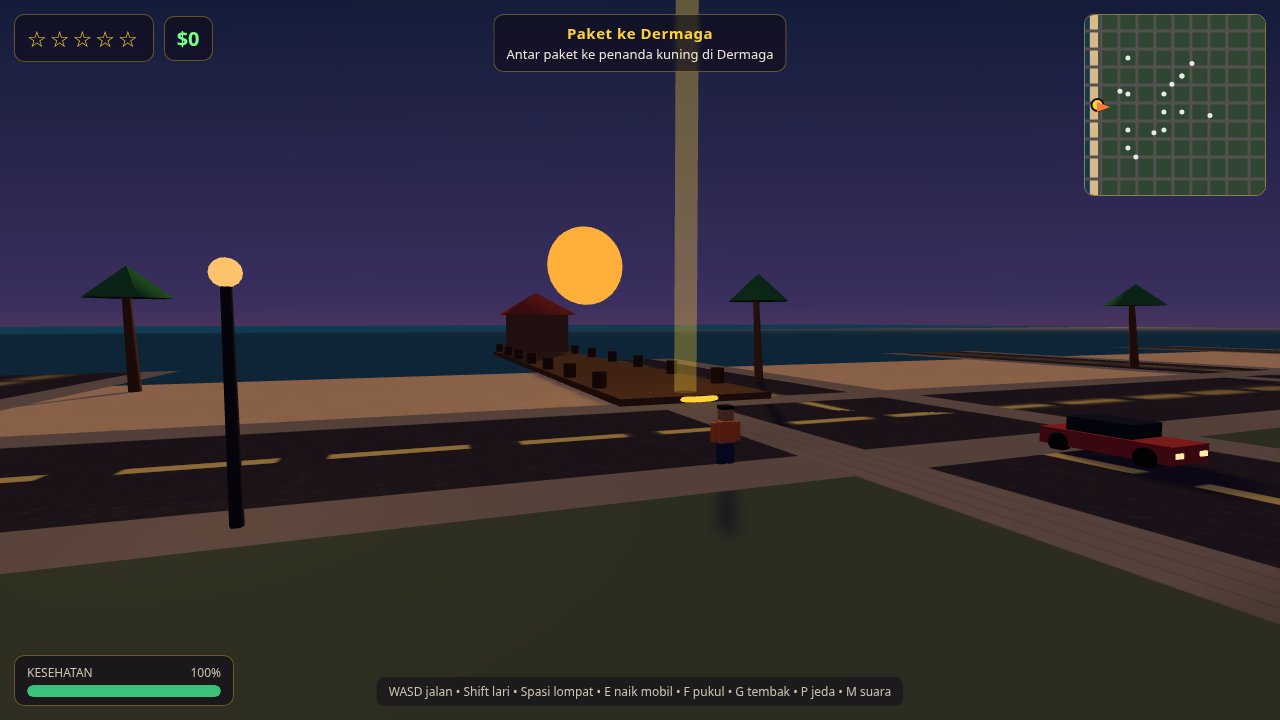 ☆☆☆☆☆
$0
Paket ke Dermaga
Antar paket ke penanda kuning di Dermaga
KESEHATAN 100%
WASD jalan • Shift lari • Spasi lompat • E naik mobil • F pukul • G tembak • P jeda • M suara